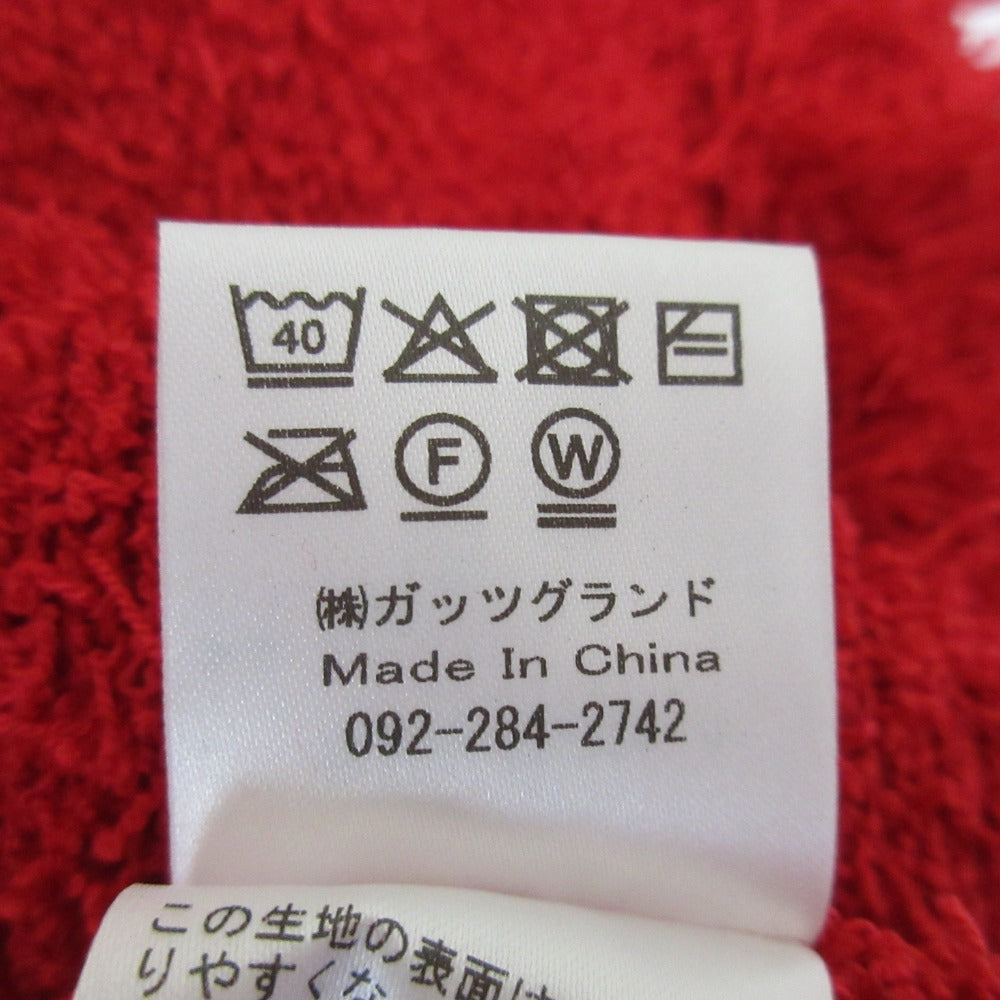 40
F W
㈱ガッツグランド
Made In China
092-284-2742
この生地の表面は
りやすくな